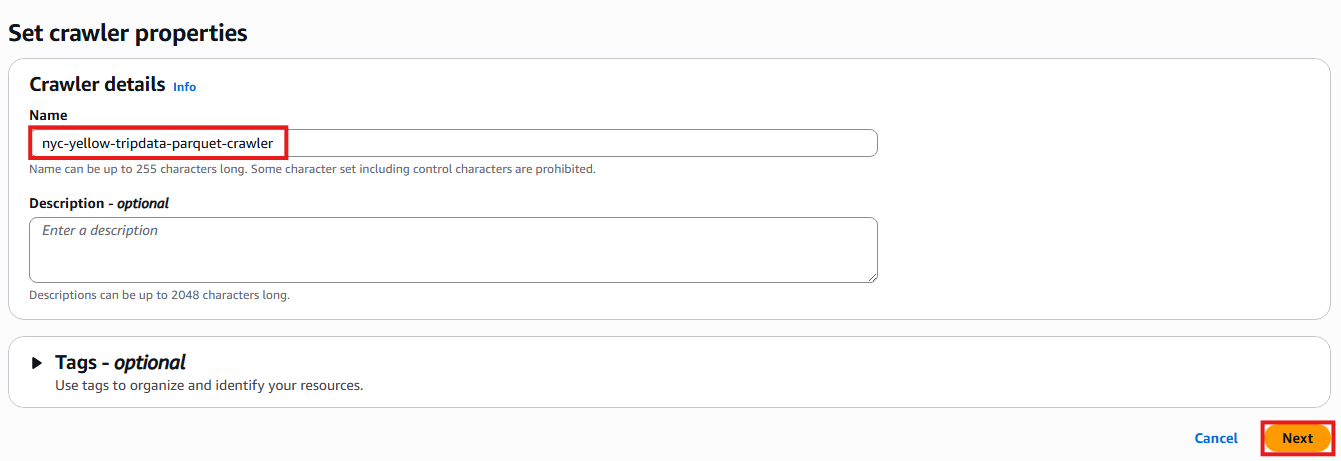 Set crawler properties
Crawler details Info
Name
nyc-yellow-tripdata-parquet-crawler
Name can be up to 255 characters long. Some character set including control characters are prohibited.
Description - optional
Enter a description
Descriptions can be up to 2048 characters long.
Tags - optional
Use tags to organize and identify your resources.
Cancel Next